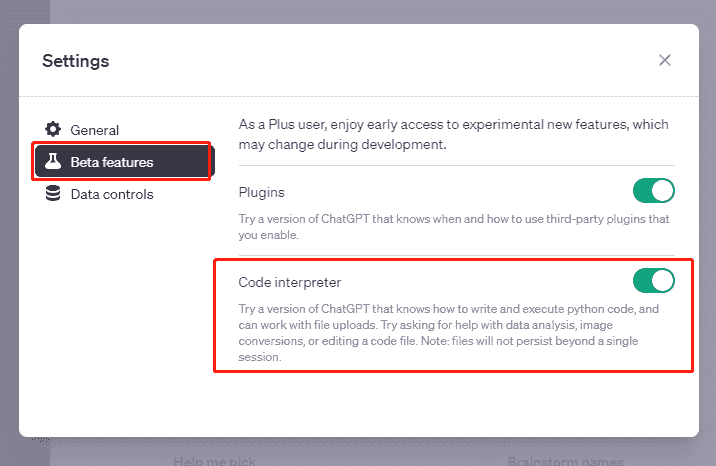 Settings
General
Beta features
Data controls
As a Plus user, enjoy early access to experimental new features, which
may change during development.
Plugins
Try a version of ChatGPT that knows when and how to use third-party plugins that
you enable.
Code interpreter
Try a version of ChatGPT that knows how to write and execute python code, and
can work with file uploads. Try asking for help with data analysis, image
conversions, or editing a code file. Note: files will not persist beyond a single
session.
Help me pick
Brainstorm names